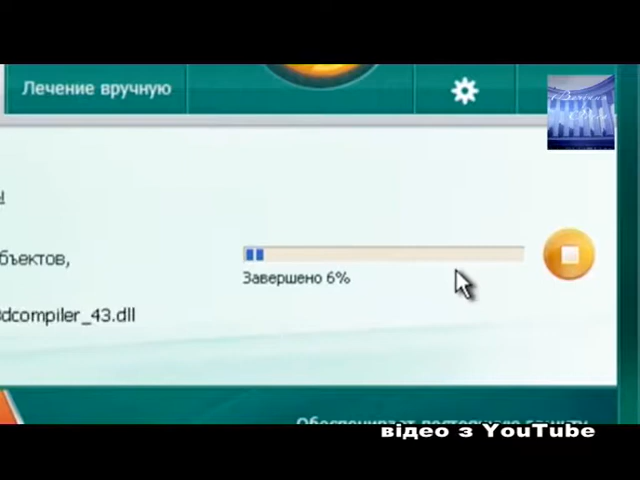 Лечение вручную
бъектов,
Завершено 6%
dcompiler_43.dll
відео з YouTube